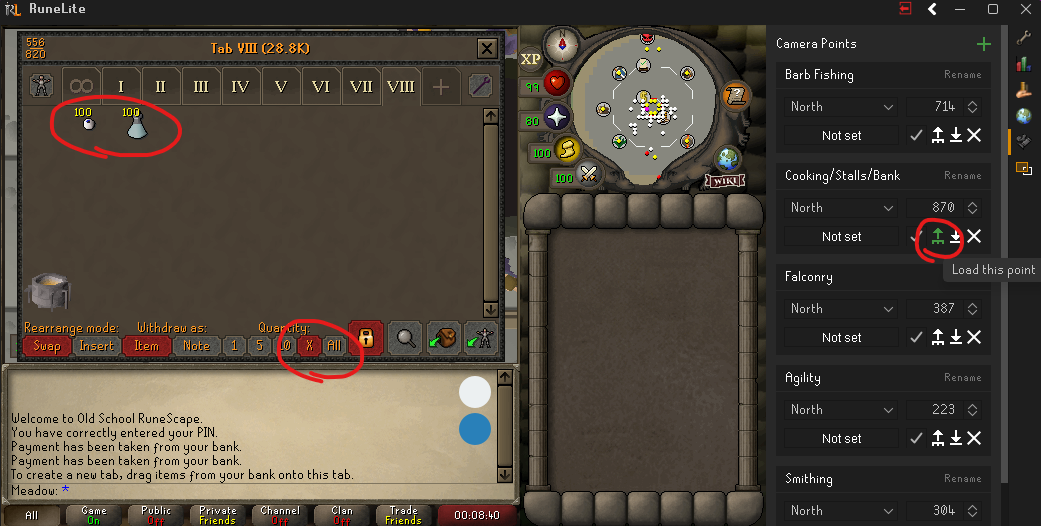 RL RuneLite
556
820
Tab VIII (28.8K)
I II III IV V VI VII VIII
100 100
Rearrange mode: Withdraw as: Quantity:
Swap Insert Item Note 1 5 10 X All
Welcome to Old School RuneScape.
You have correctly entered your PIN.
Payment has been taken from your bank.
Payment has been taken from your bank.
To create a new tab, drag items from your bank onto this tab.
Meadow: *
All
Game
On
Public
Off
Private
Friends
Channel
Off
Clan
Off
Trade
Friends
00:08:40
XP
99
80
100
100
WIKI
Camera Points
Barb Fishing Rename
North 714
Not set
Cooking/Stalls/Bank Rename
North 870
Not set
Load this point
Falconry
North 387
Not set
Agility Rename
North 223
Not set
Smithing Rename
North 304